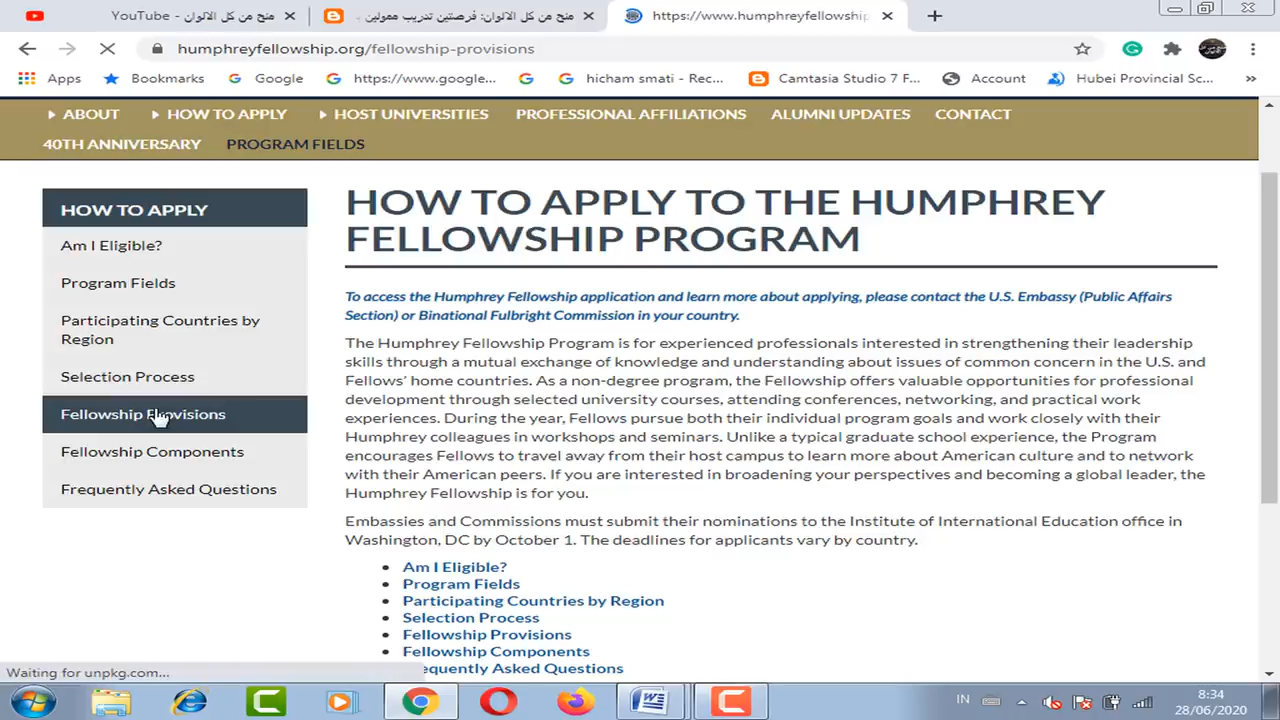 YouTube - منح من كل الالوان
منح من كل الالوان: فرصتين تدريب ممولين
https://www.humphreyfellowship
humphreyfellowship.org/fellowship-provisions
Apps Bookmarks Google https://www.google... hicham smati - Rec... Camtasia Studio 7 F... Account Hubei Provincial Sc... »
ABOUT HOW TO APPLY HOST UNIVERSITIES PROFESSIONAL AFFILIATIONS ALUMNI UPDATES CONTACT
40TH ANNIVERSARY PROGRAM FIELDS
HOW TO APPLY
Am I Eligible?
Program Fields
Participating Countries by
Region
Selection Process
Fellowship Provisions
Fellowship Components
Frequently Asked Questions
HOW TO APPLY TO THE HUMPHREY
FELLOWSHIP PROGRAM
To access the Humphrey Fellowship application and learn more about applying, please contact the U.S. Embassy (Public Affairs
Section) or Binational Fulbright Commission in your country.
The Humphrey Fellowship Program is for experienced professionals interested in strengthening their leadership
skills through a mutual exchange of knowledge and understanding about issues of common concern in the U.S. and
Fellows’ home countries. As a non-degree program, the Fellowship offers valuable opportunities for professional
development through selected university courses, attending conferences, networking, and practical work
experiences. During the year, Fellows pursue both their individual program goals and work closely with their
Humphrey colleagues in workshops and seminars. Unlike a typical graduate school experience, the Program
encourages Fellows to travel away from their host campus to learn more about American culture and to network
with their American peers. If you are interested in broadening your perspectives and becoming a global leader, the
Humphrey Fellowship is for you.
Embassies and Commissions must submit their nominations to the Institute of International Education office in
Washington, DC by October 1. The deadlines for applicants vary by country.
Am I Eligible?
Program Fields
Participating Countries by Region
Selection Process
Fellowship Provisions
Fellowship Components
Frequently Asked Questions
Waiting for unpkg.com...
IN
8:34
28/06/2020